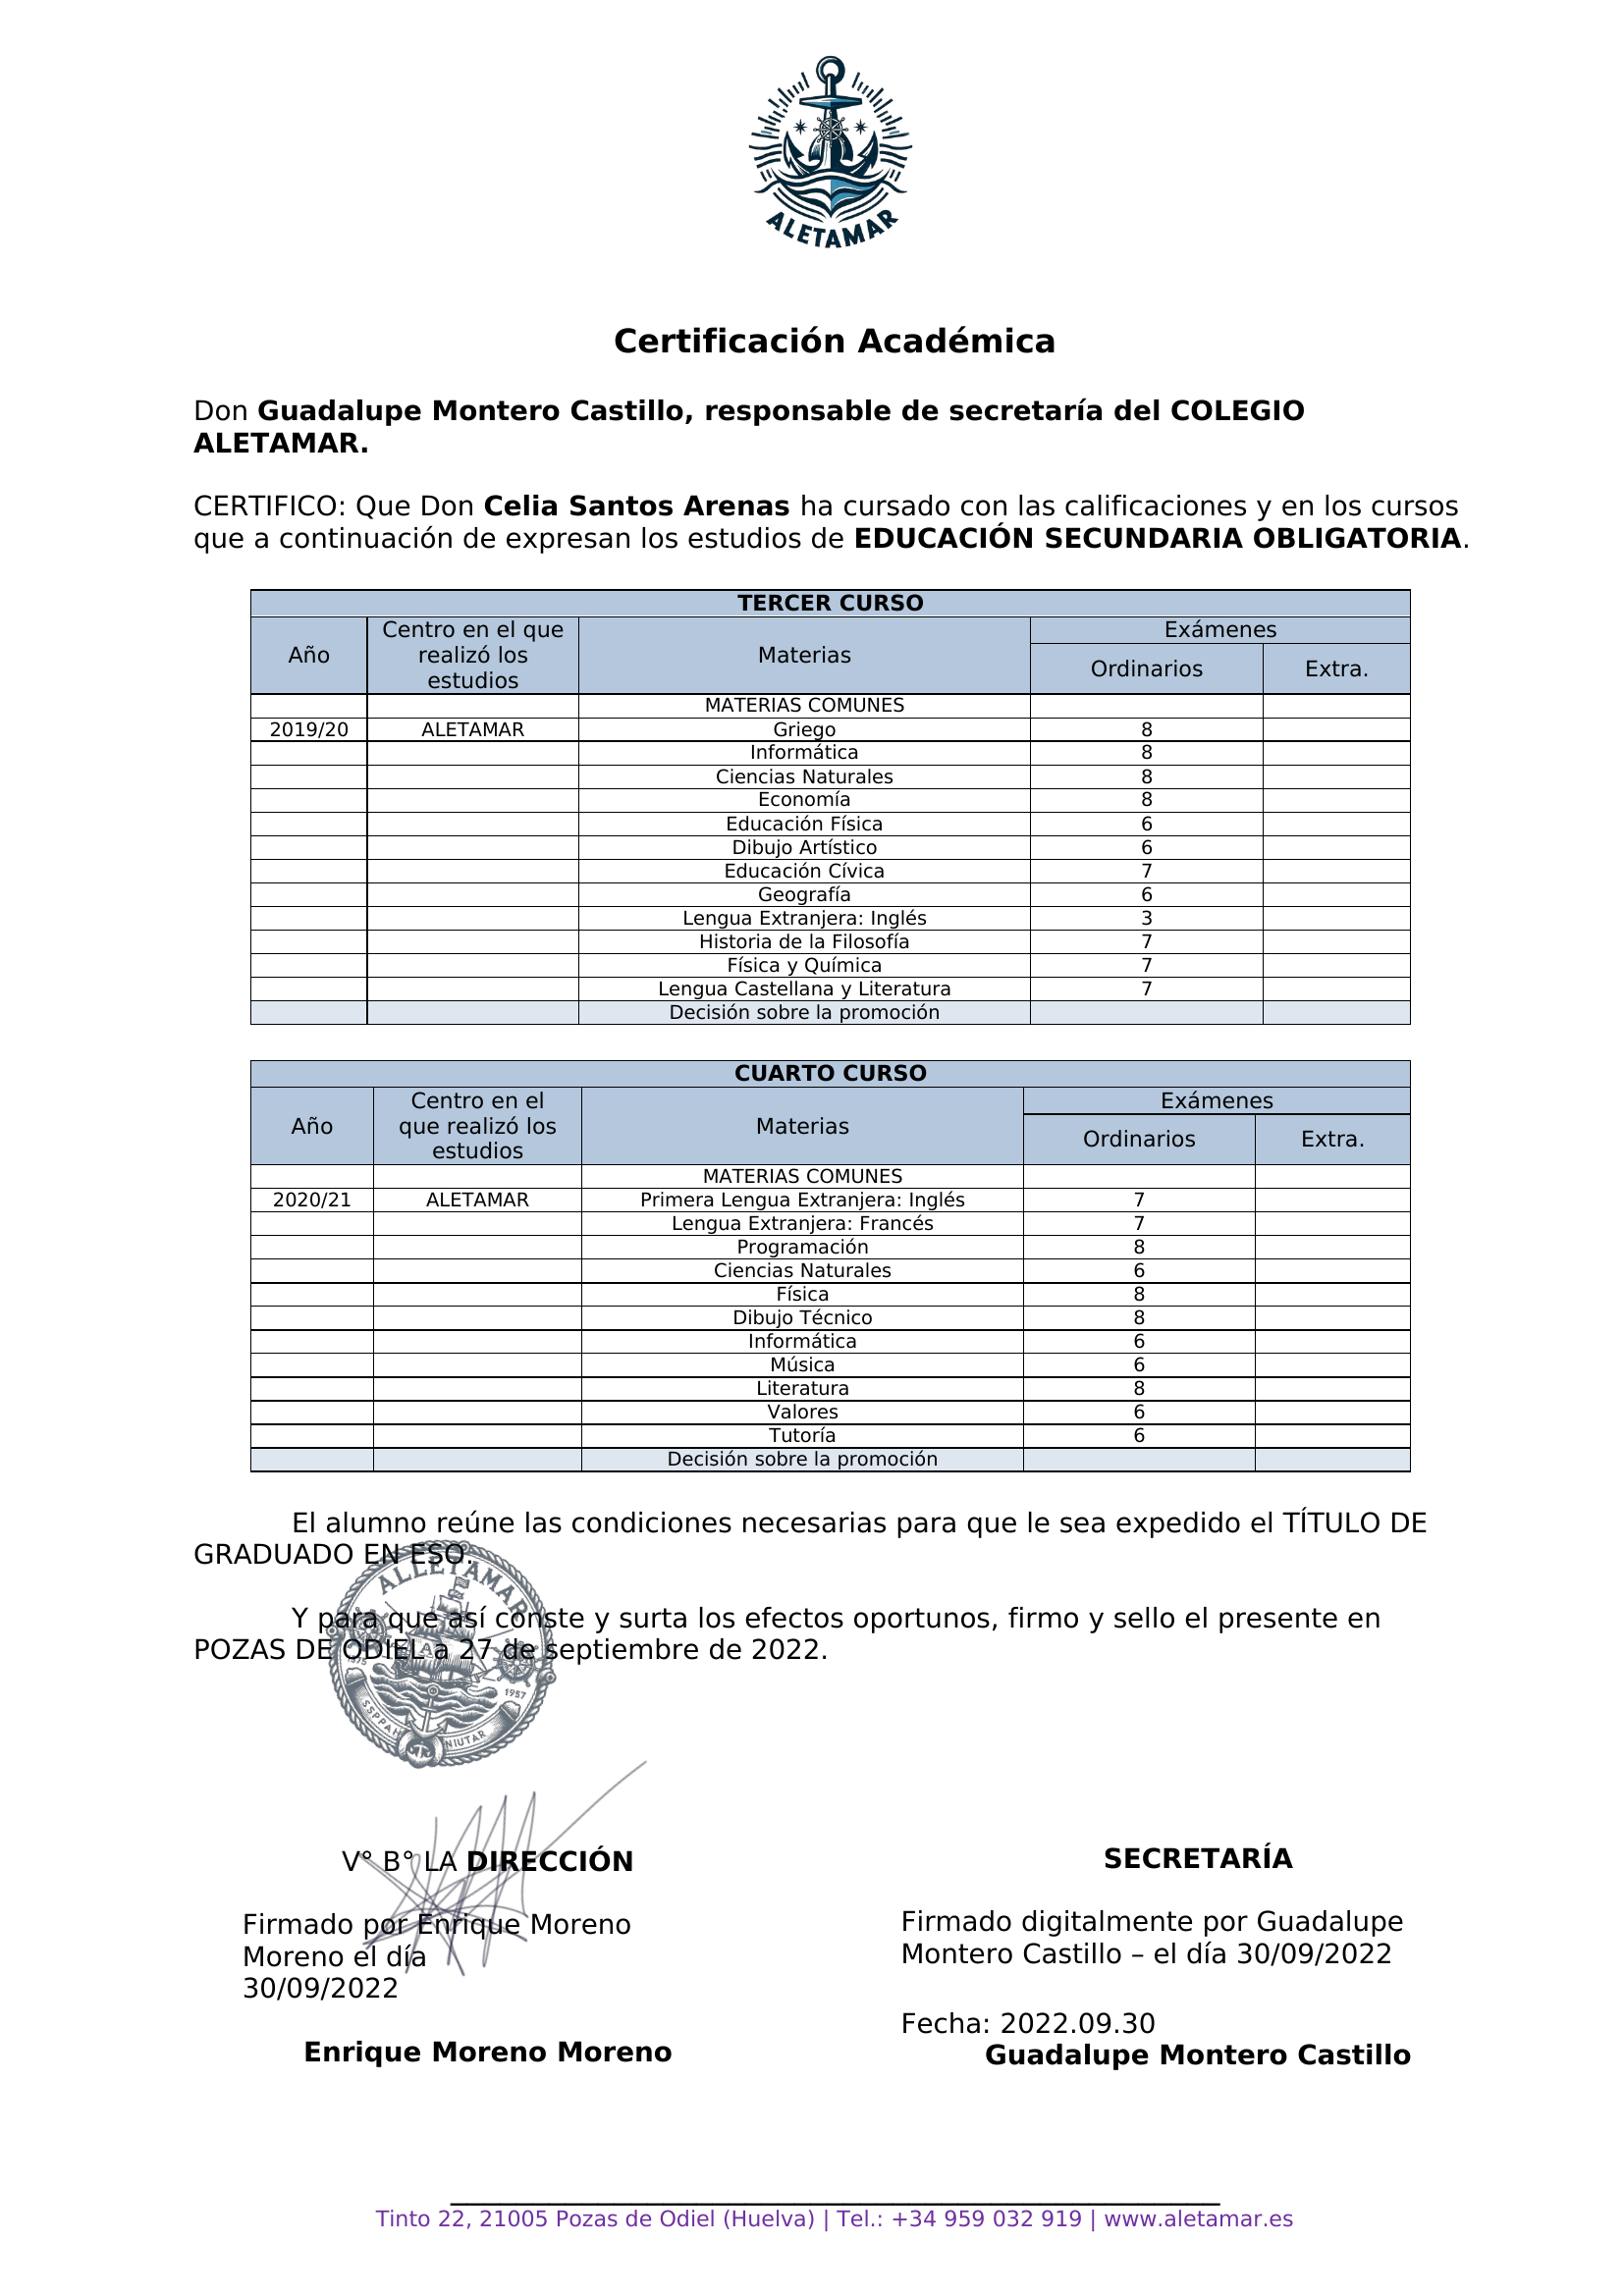 ALETAMAR
Certificación Académica
Don Guadalupe Montero Castillo, responsable de secretaría del COLEGIO
ALETAMAR.
CERTIFICO: Que Don Celia Santos Arenas ha cursado con las calificaciones y en los cursos
que a continuación de expresan los estudios de EDUCACIÓN SECUNDARIA OBLIGATORIA.
TERCER CURSO
Año Centro en el que realizó los estudios Materias Exámenes
Ordinarios Extra.
MATERIAS COMUNES
2019/20 ALETAMAR Griego 8
Informática 8
Ciencias Naturales 8
Economía 8
Educación Física 6
Dibujo Artístico 6
Educación Cívica 7
Geografía 6
Lengua Extranjera: Inglés 3
Historia de la Filosofía 7
Física y Química 7
Lengua Castellana y Literatura 7
Decisión sobre la promoción
CUARTO CURSO
Año Centro en el que realizó los estudios Materias Exámenes
Ordinarios Extra.
MATERIAS COMUNES
2020/21 ALETAMAR Primera Lengua Extranjera: Inglés 7
Lengua Extranjera: Francés 7
Programación 8
Ciencias Naturales 6
Física 8
Dibujo Técnico 8
Informática 6
Música 6
Literatura 8
Valores 6
Tutoría 6
Decisión sobre la promoción
El alumno reúne las condiciones necesarias para que le sea expedido el TÍTULO DE
GRADUADO EN ESO.
Y para que así conste y surta los efectos oportunos, firmo y sello el presente en
POZAS DE ODIEL a 27 de septiembre de 2022.
ALLETAMAR
1957
NIUTAR
V° B° LA DIRECCIÓN
Firmado por Enrique Moreno
Moreno el día
30/09/2022
Enrique Moreno Moreno
SECRETARÍA
Firmado digitalmente por Guadalupe
Montero Castillo – el día 30/09/2022
Fecha: 2022.09.30
Guadalupe Montero Castillo
Tinto 22, 21005 Pozas de Odiel (Huelva) | Tel.: +34 959 032 919 | www.aletamar.es